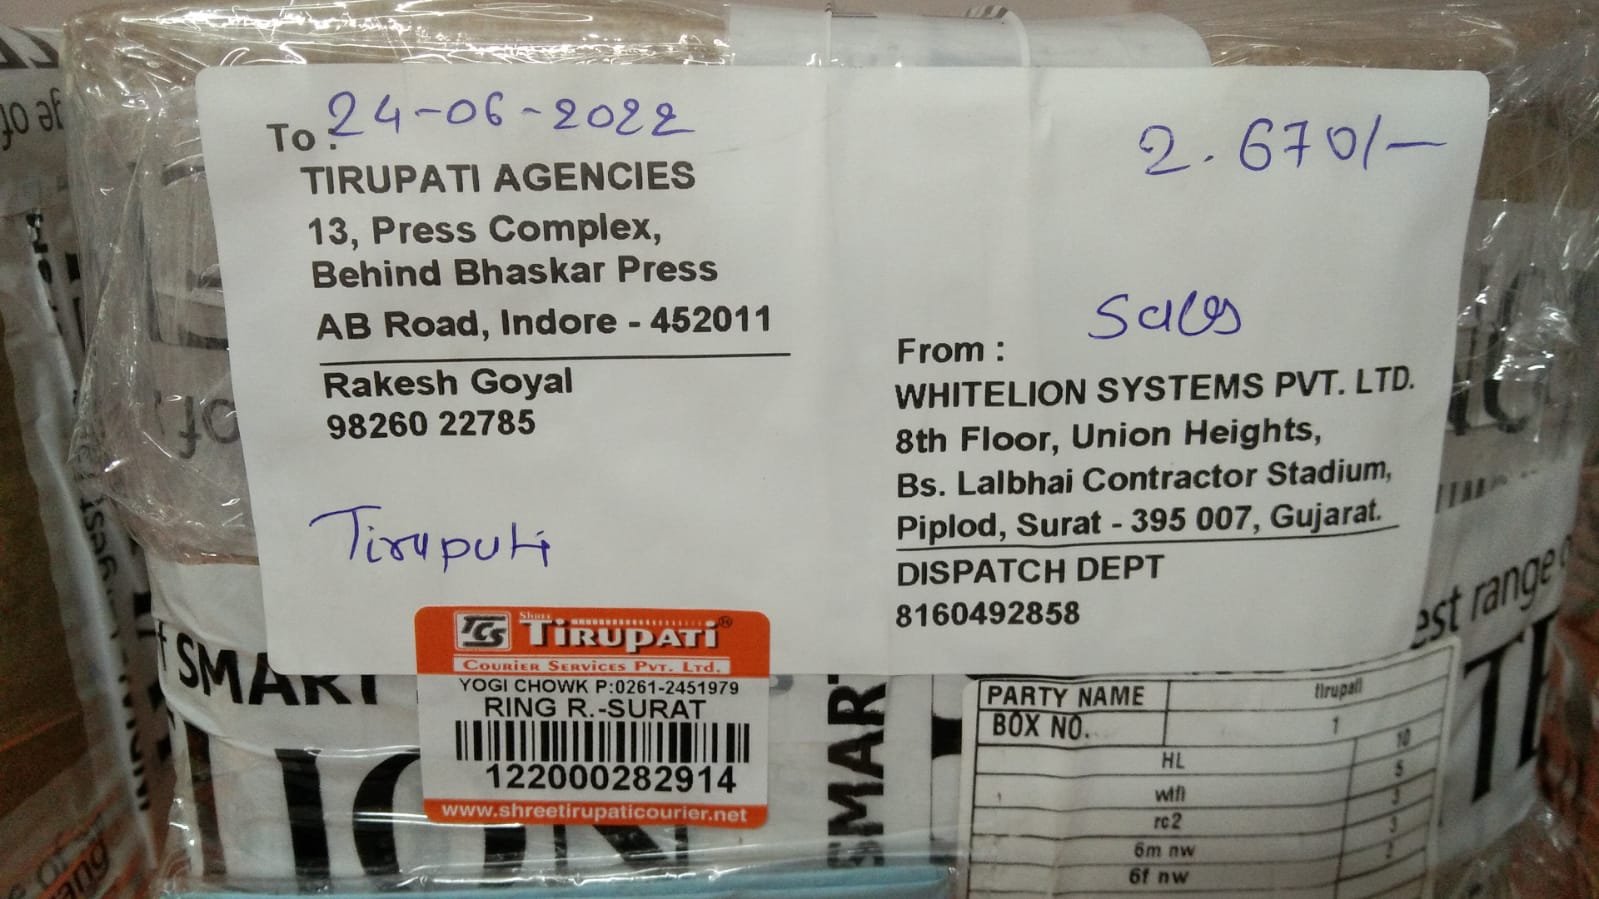 24-06-2022
To :
TIRUPATI AGENCIES
13, Press Complex,
Behind Bhaskar Press
AB Road, Indore - 452011
Rakesh Goyal
98260 22785
Tirupati
2.670/-
Sales
From :
WHITELION SYSTEMS PVT. LTD.
8th Floor, Union Heights,
Bs. Lalbhai Contractor Stadium,
Piplod, Surat - 395 007, Gujarat.
DISPATCH DEPT
8160492858
TCS Shree TIRUPATI
COURIER SERVICES PVT. LTD.
YOGI CHOWK P:0261-2451979
RING R.-SURAT
122000282914
www.shreetirupaticourier.net
PARTY NAME tirupati
BOX NO. 1
HL 10
wifi 5
rc2 3
6m nw 3
6f nw 2
SMART
SMART
est range